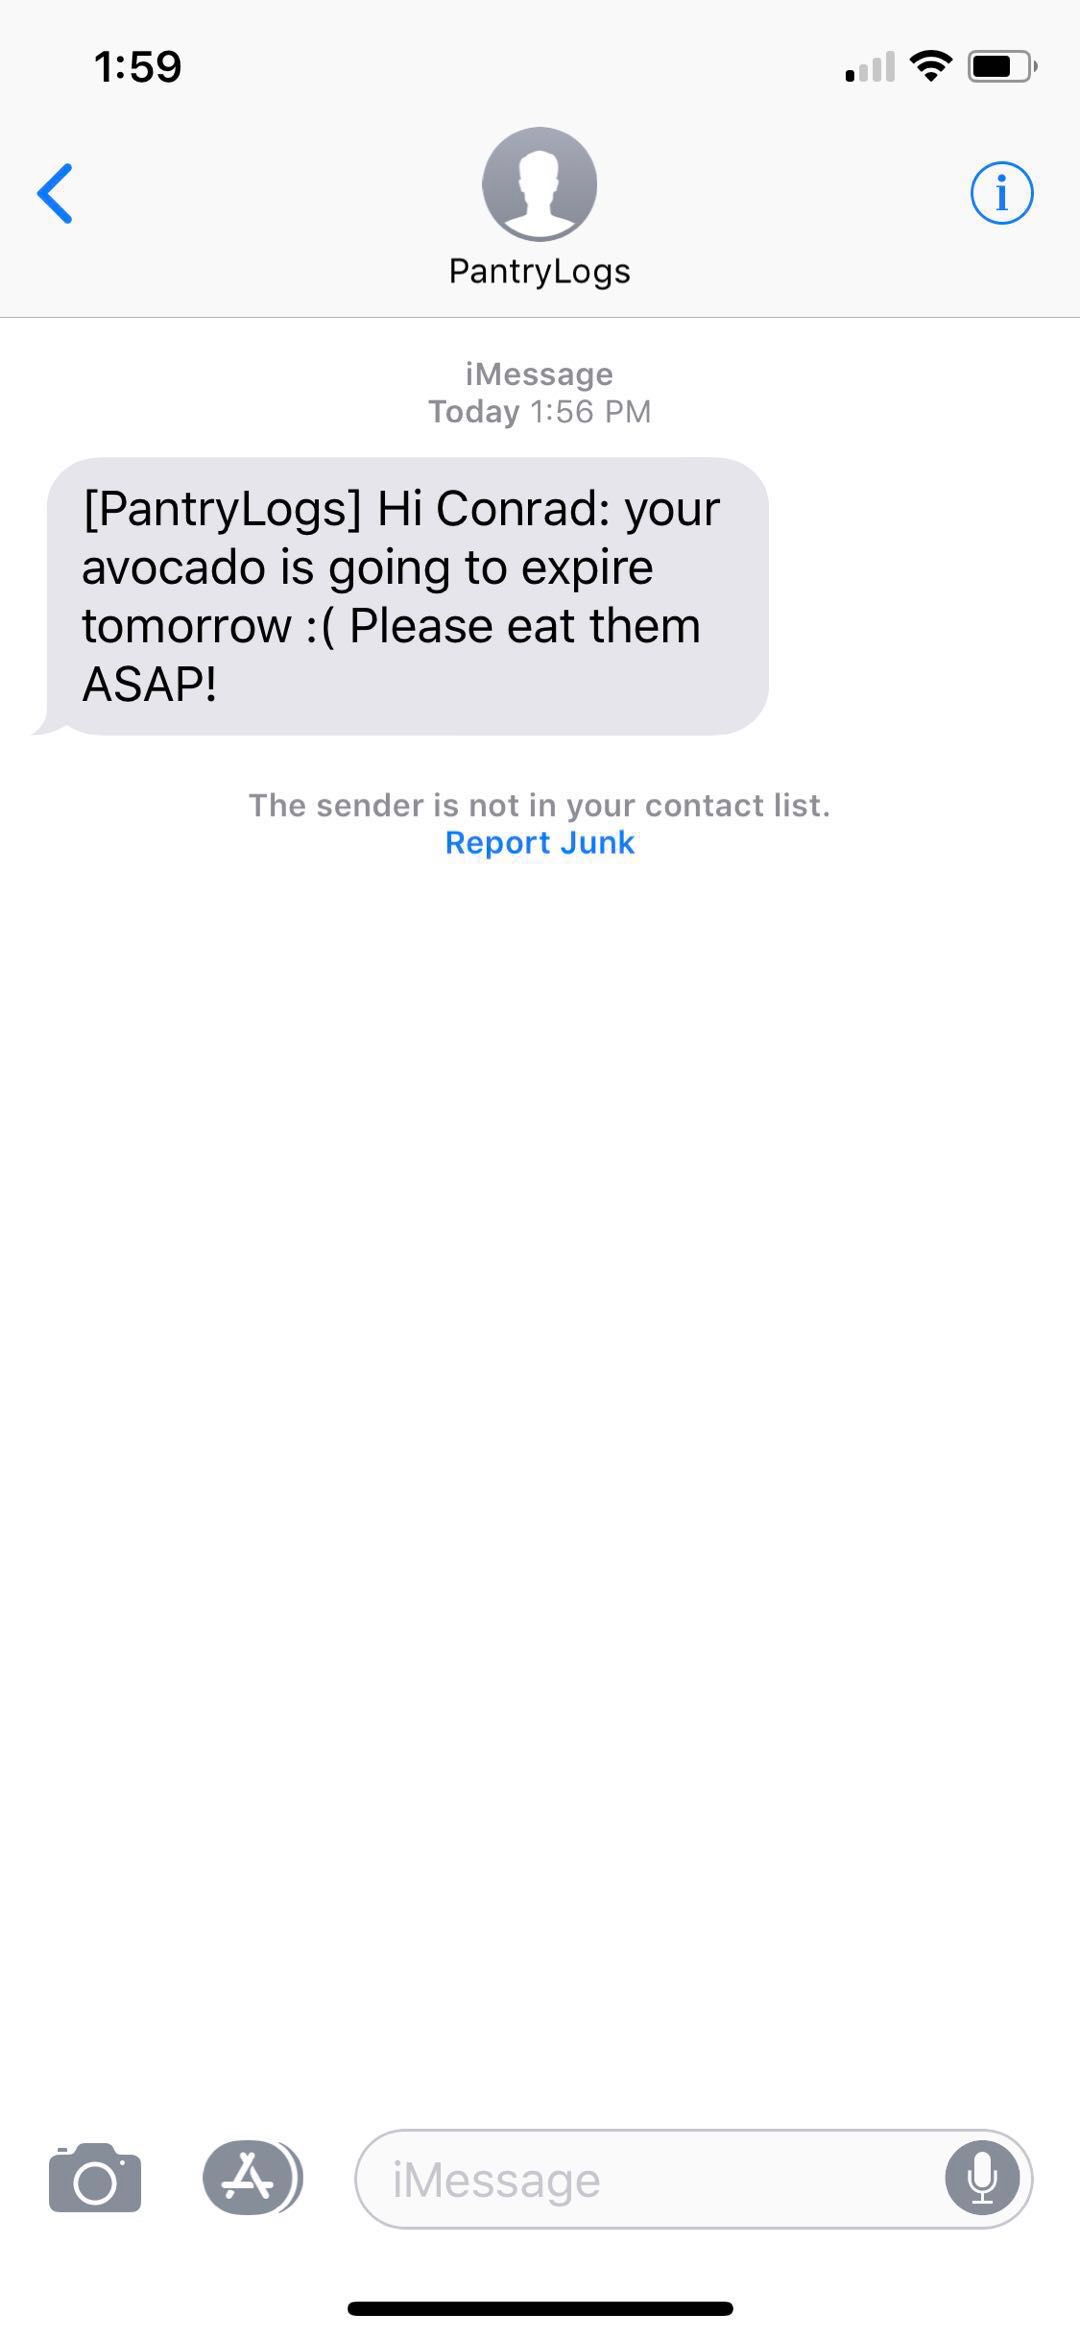 1:59
PantryLogs
iMessage
Today 1:56 PM
[PantryLogs] Hi Conrad: your
avocado is going to expire
tomorrow :( Please eat them
ASAP!
The sender is not in your contact list.
Report Junk
iMessage